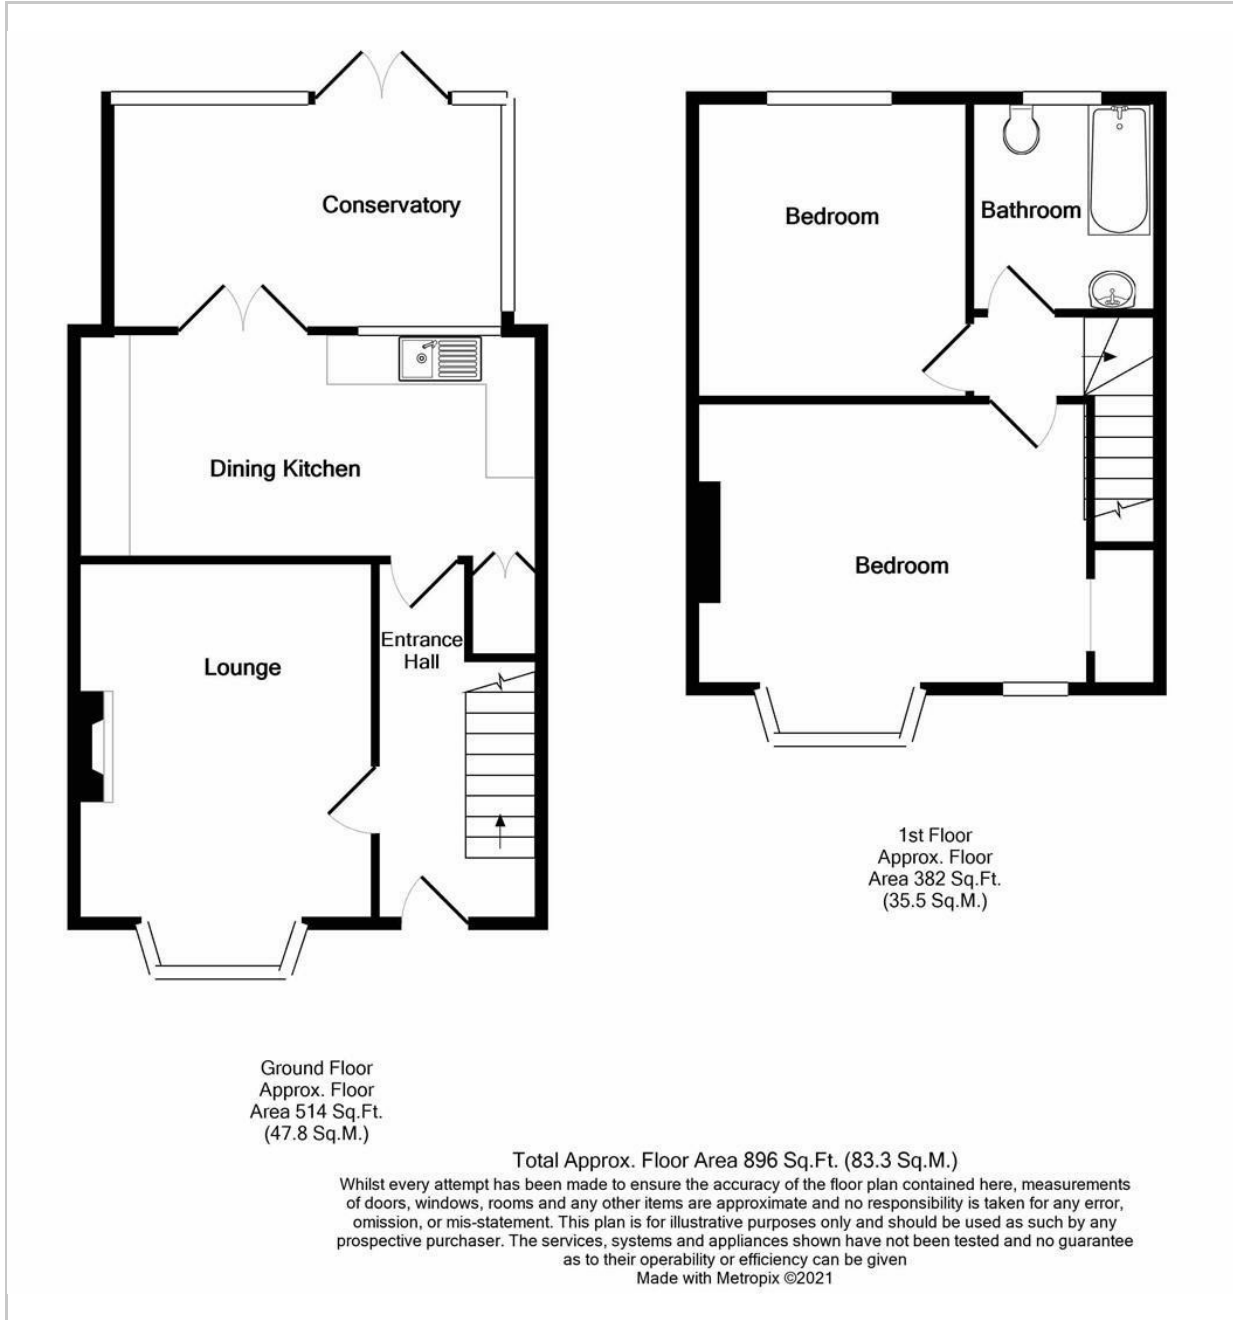 Conservatory
Dining Kitchen
Lounge
Entrance
Hall
Bedroom
Bathroom
Bedroom
1st Floor
Approx. Floor
Area 382 Sq.Ft.
(35.5 Sq.M.)
Ground Floor
Approx. Floor
Area 514 Sq.Ft.
(47.8 Sq.M.)
Total Approx. Floor Area 896 Sq.Ft. (83.3 Sq.M.)
Whilst every attempt has been made to ensure the accuracy of the floor plan contained here, measurements
of doors, windows, rooms and any other items are approximate and no responsibility is taken for any error,
omission, or mis-statement. This plan is for illustrative purposes only and should be used as such by any
prospective purchaser. The services, systems and appliances shown have not been tested and no guarantee
as to their operability or efficiency can be given
Made with Metropix ©2021